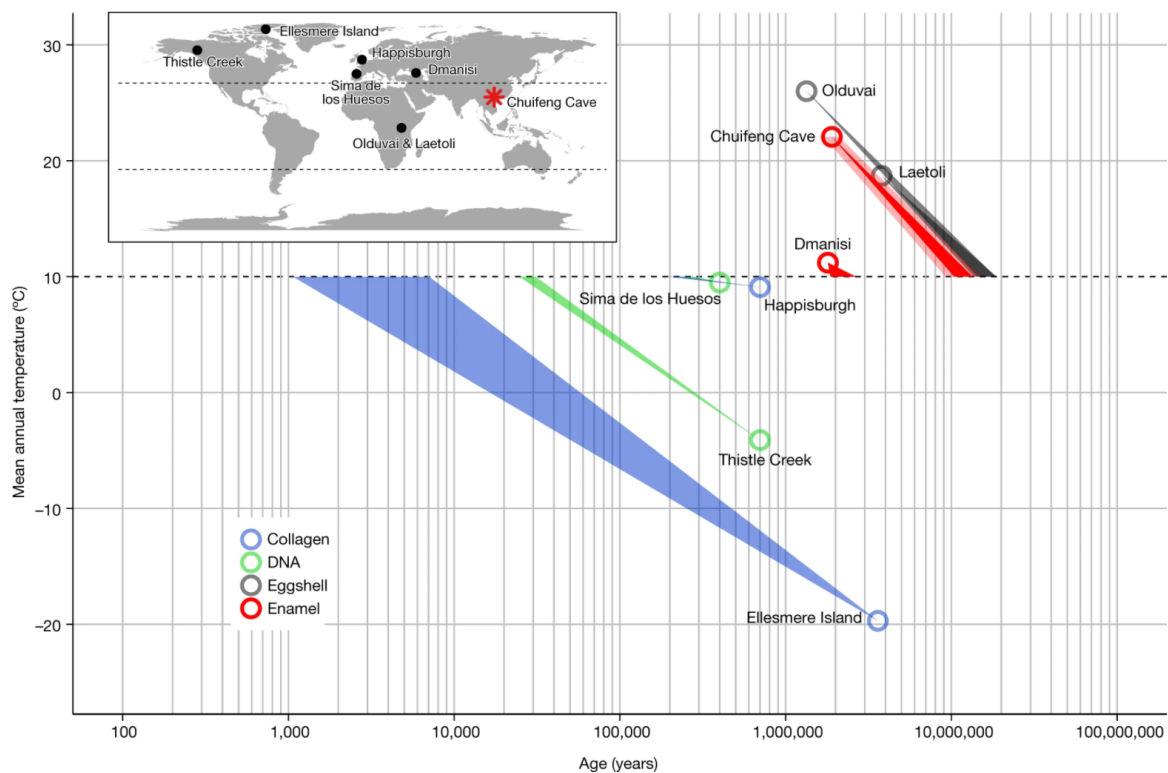 30
20
10
0
–10
–20
Mean annual temperature (ºC)
Ellesmere Island
Thistle Creek
Happisburgh
Dmanisi
Sima de
los Huesos
Chuifeng Cave
Olduvai & Laetoli
Olduvai
Chuifeng Cave
Laetoli
Dmanisi
Sima de los Huesos
Happisburgh
Thistle Creek
Ellesmere Island
Collagen
DNA
Eggshell
Enamel
100
1,000
10,000
100,000
1,000,000
10,000,000
100,000,000
Age (years)